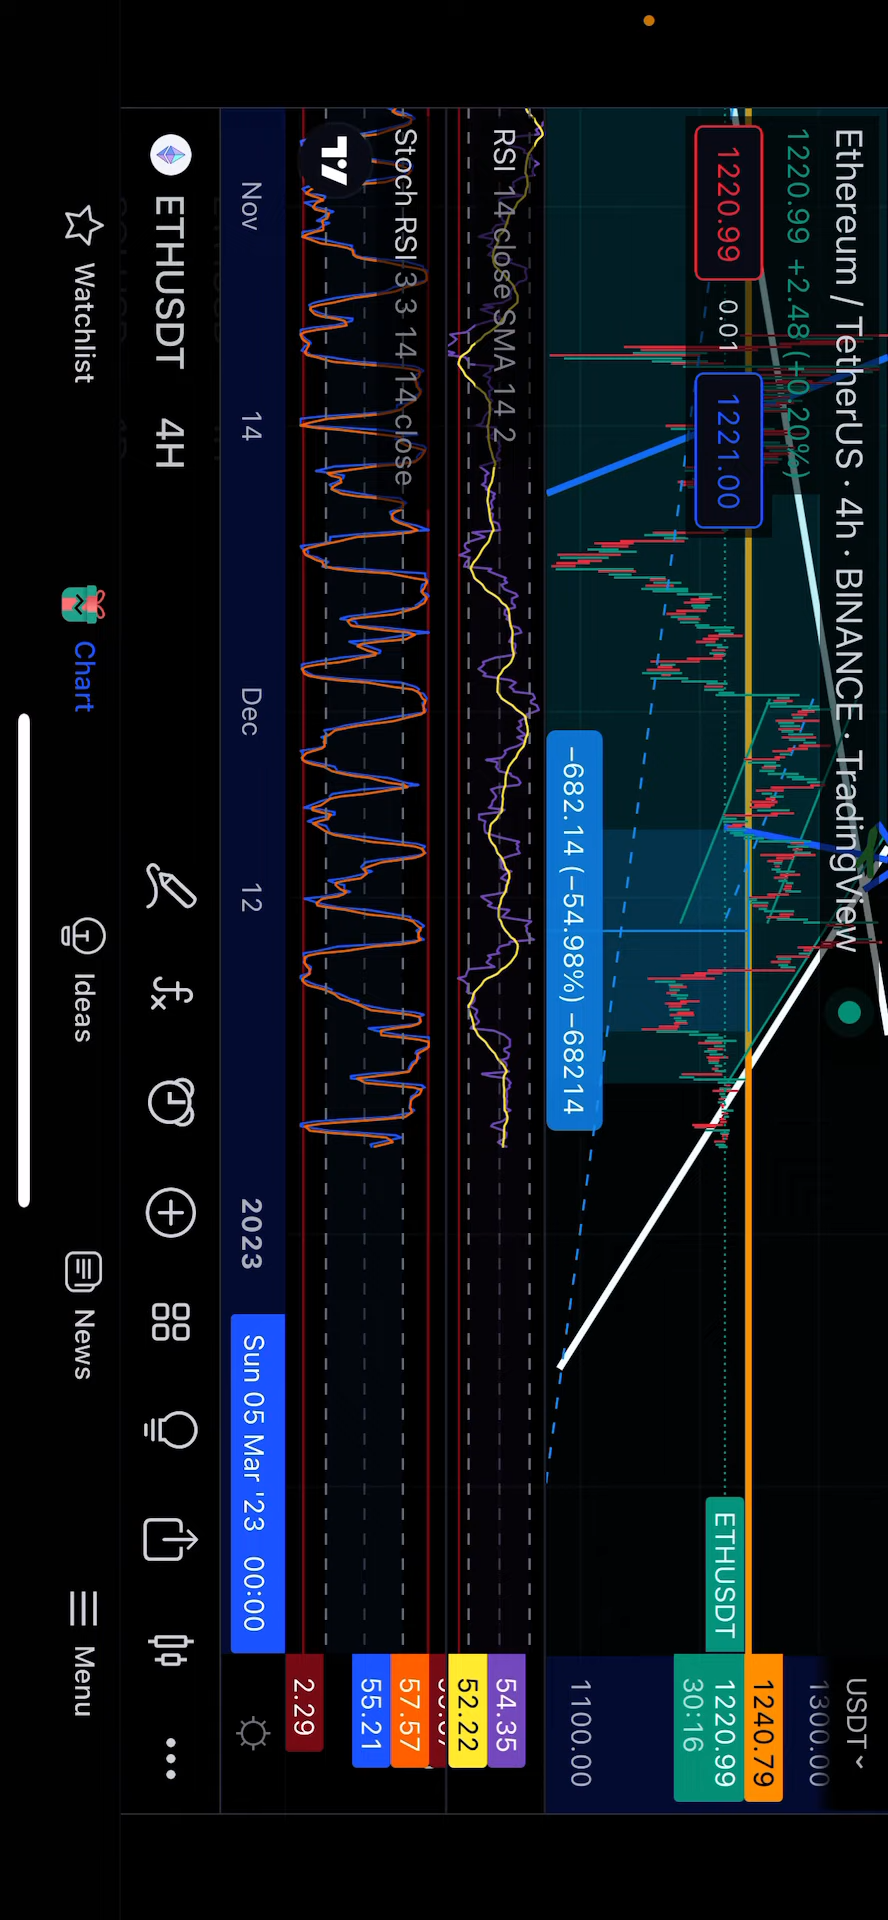 Ethereum / TetherUS · 4h · BINANCE · TradingView
1220.99 +2.48 (+0.20%)
1220.99
0.01
1221.00
USDT
1300.00
1240.79
ETHUSDT
1220.99
30:16
1100.00
−682.14 (−54.98%) −68214
RSI 14 close SMA 14 2
54.35
52.22
Stoch RSI 3 3 14 14 close
57.57
55.21
2.29
Nov
14
Dec
12
2023
Sun 05 Mar '23 00:00
ETHUSDT 4H
fx
Watchlist
Chart
Ideas
News
Menu